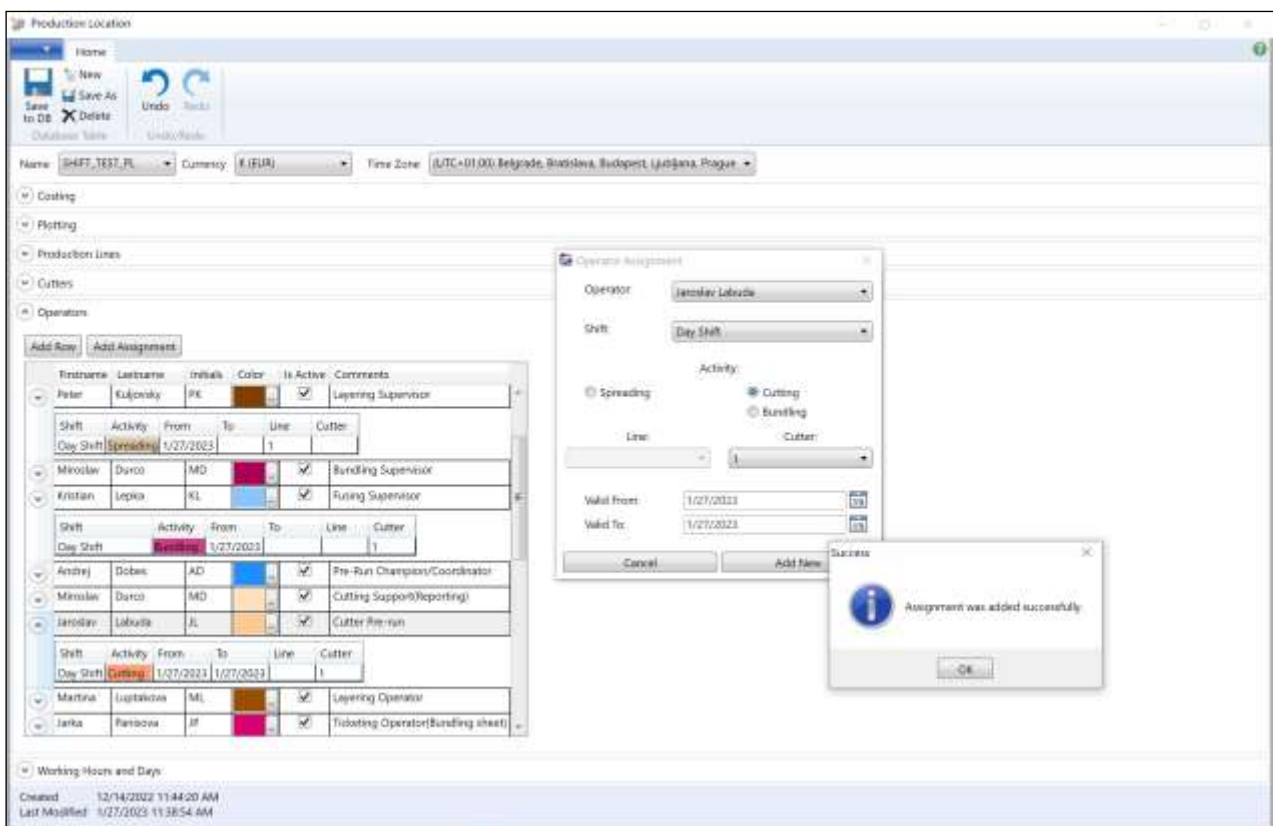 Production Location
Home
New
Save As
Delete
Save to DB
Undo
Redo
Database Table
Undo/Redo
Name SHIFT_TEST_PL Currency € (EUR) Time Zone (UTC+01:00) Belgrade, Bratislava, Budapest, Ljubljana, Prague
Costing
Plotting
Production Lines
Cutters
Operators
Add Row Add Assignment
Firstname Lastname Initials Color Is Active Comments
Peter Kuljovsky PK Layering Supervisor
Shift Activity From To Line Cutter
Day Shift Spreading 1/27/2023 1
Miroslav Durco MD Bundling Supervisor
Kristian Lepka KL Fusing Supervisor
Shift Activity From To Line Cutter
Day Shift Bundling 1/27/2023 1
Andrej Dobes AD Pre-Run Champion/Coordinator
Miroslav Durco MD Cutting Support(Reporting)
Jaroslav Labuda JL Cutter Pre-run
Shift Activity From To Line Cutter
Day Shift Cutting 1/27/2023 1/27/2023 1
Martina Luptakova ML Layering Operator
Jarka Ticketing Operator(Bundling sheet)
Working Hours and Days
Created 12/14/2022 11:44:20 AM
Last Modified 1/27/2023 11:38:54 AM
Operator Assignment
Operator Jaroslav Labuda
Shift: Day Shift
Activity:
Spreading Cutting
Bundling
Line: Cutter:
1
Valid From: 1/27/2023
Valid To: 1/27/2023
Cancel Add New
Success
Assignment was added successfully
OK